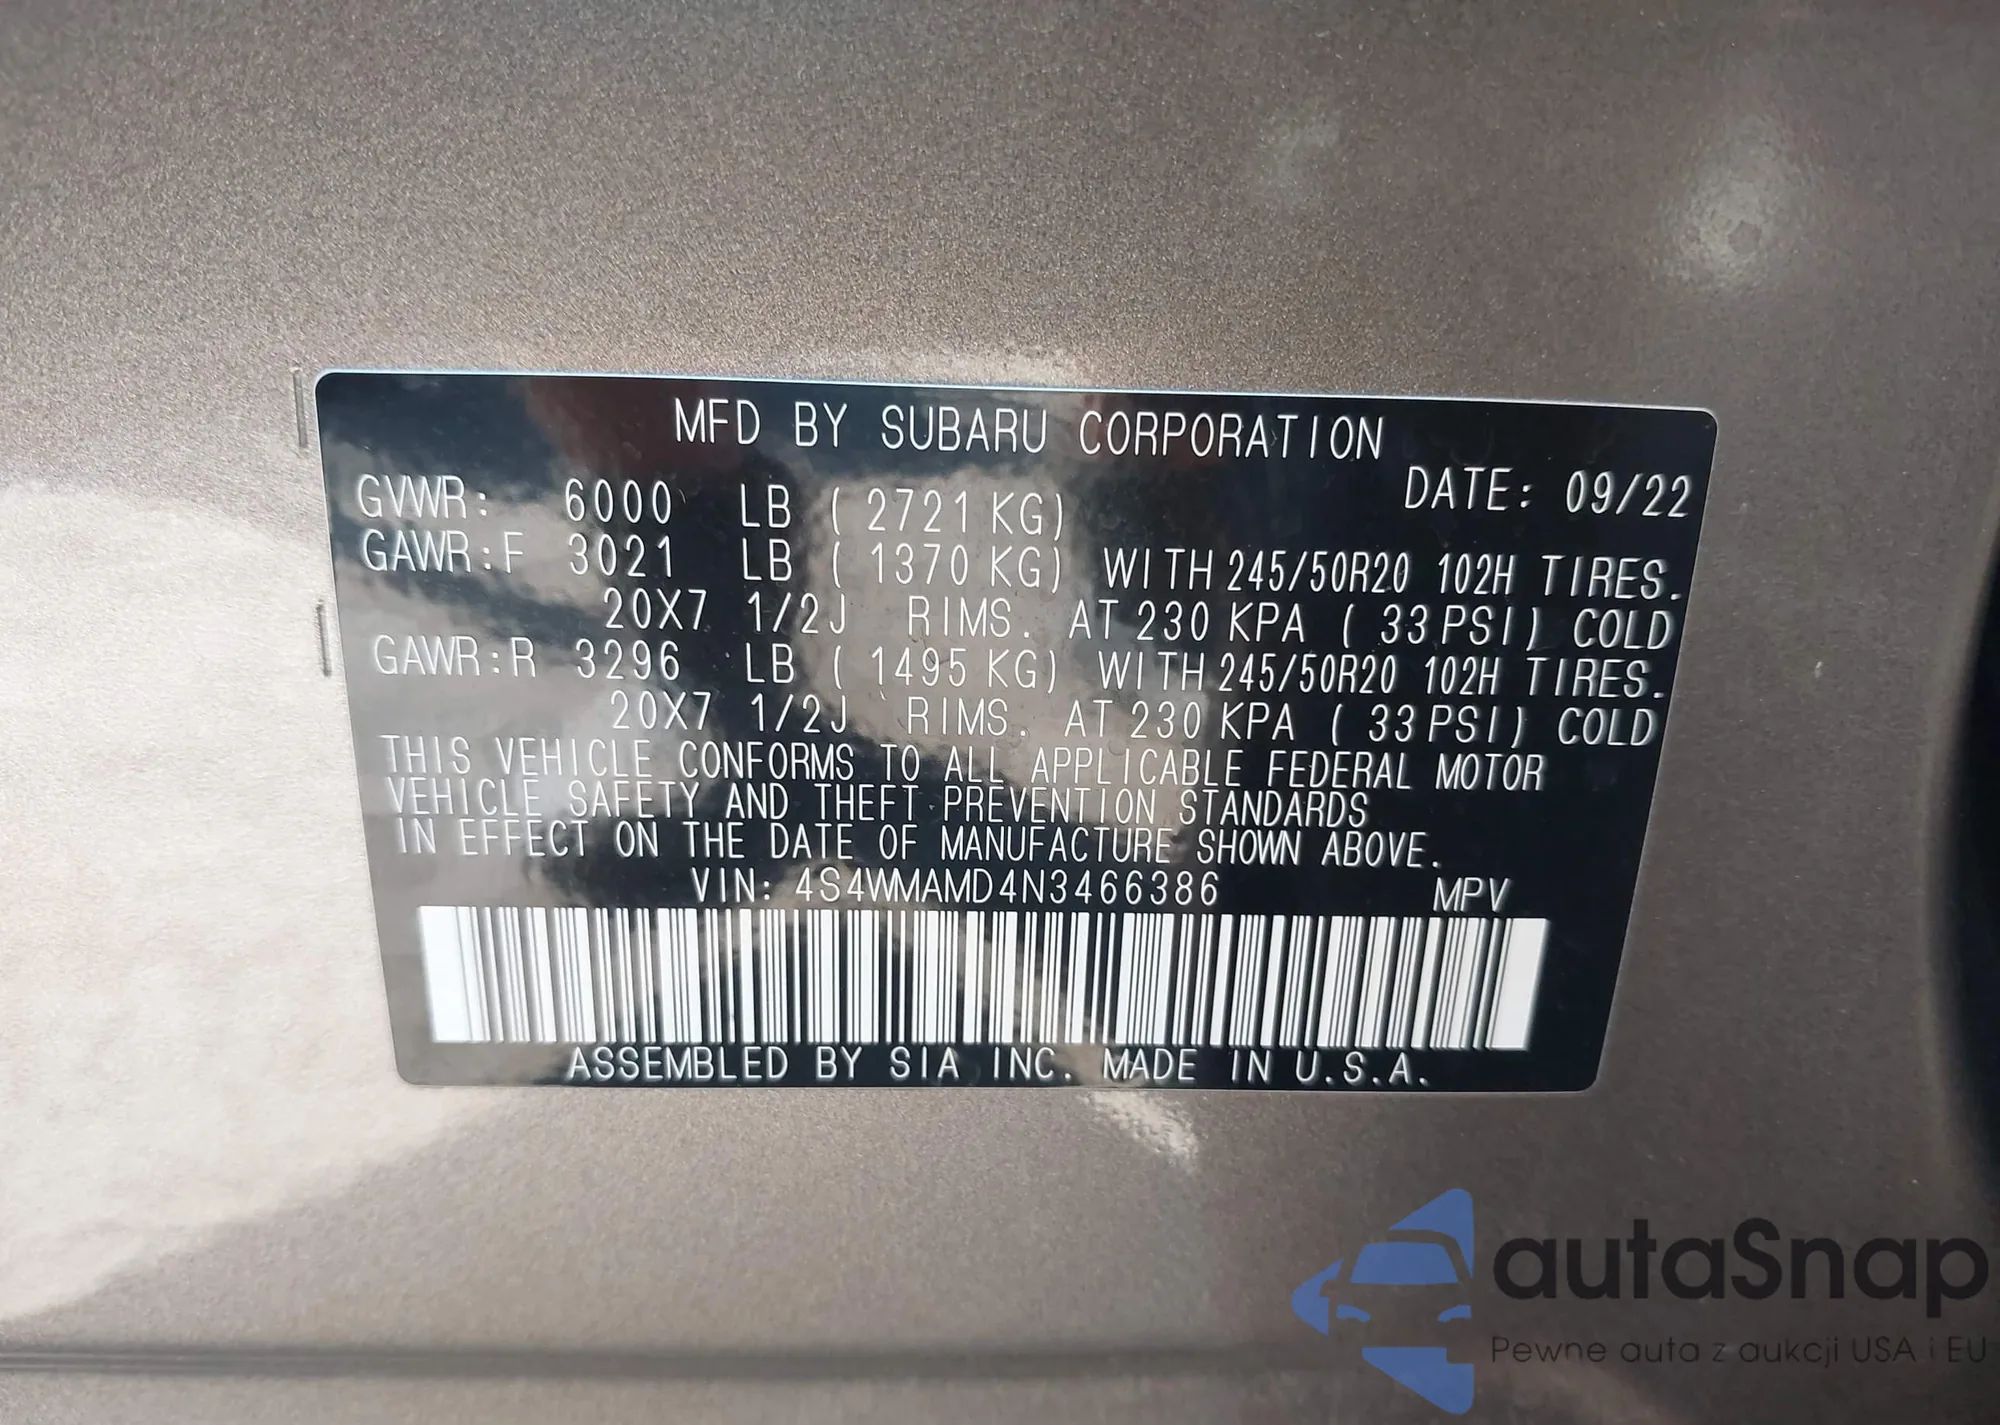 MFD BY SUBARU CORPORATION
DATE: 09/22
GVWR: 6000 LB ( 2721 KG)
GAWR:F 3021 LB ( 1370 KG) WITH 245/50R20 102H TIRES.
20X7 1/2J RIMS. AT 230 KPA ( 33 PSI) COLD
GAWR:R 3296 LB ( 1495 KG) WITH 245/50R20 102H TIRES.
20X7 1/2J RIMS. AT 230 KPA ( 33 PSI) COLD
THIS VEHICLE CONFORMS TO ALL APPLICABLE FEDERAL MOTOR
VEHICLE SAFETY AND THEFT PREVENTION STANDARDS
IN EFFECT ON THE DATE OF MANUFACTURE SHOWN ABOVE.
VIN: 4S4WMAMD4N3466386 MPV
ASSEMBLED BY SIA INC. MADE IN U.S.A.
autaSnap
Pewne auta z aukcji USA i EU